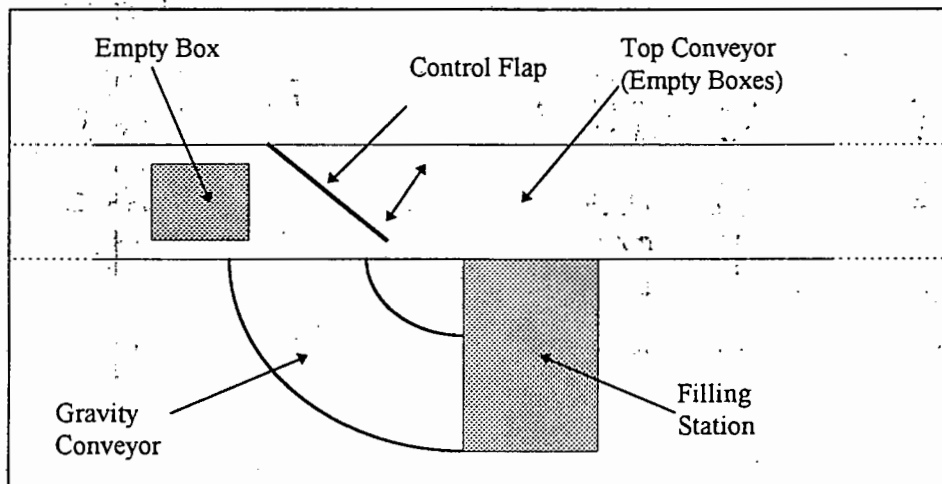 Empty Box
Control Flap
Top Conveyor
(Empty Boxes)
Gravity
Conveyor
Filling
Station